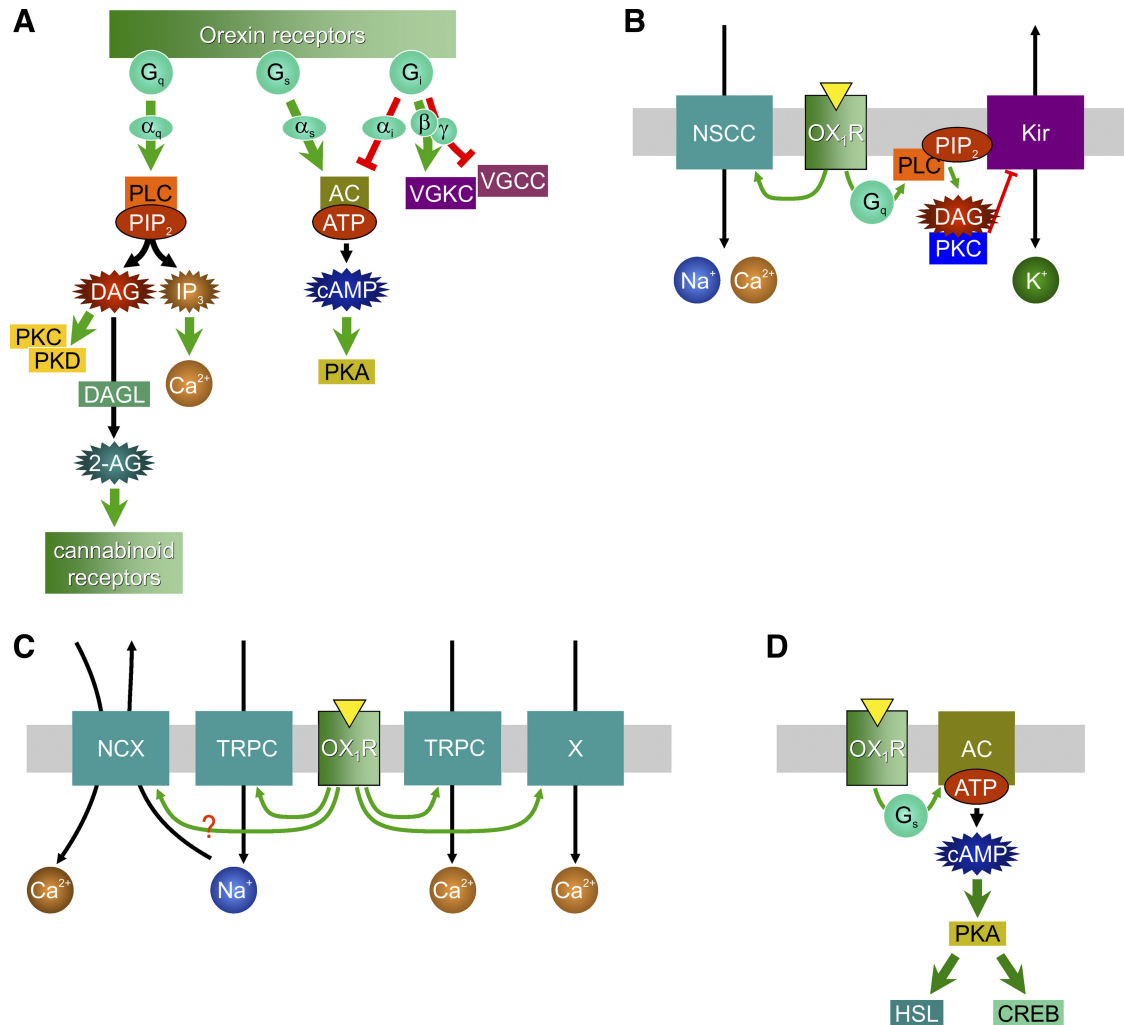 A
Orexin receptors
Gq
Gs
Gi
αq
αs
αi
β
γ
PLC
PIP2
AC
ATP
VGKC
VGCC
DAG
IP3
cAMP
PKC
PKD
Ca2+
PKA
DAGL
2-AG
cannabinoid
receptors
B
NSCC
OX1R
PIP2
Kir
PLC
Gq
DAG
PKC
Na+
Ca2+
K+
C
NCX
TRPC
OX1R
TRPC
X
?
Ca2+
Na+
Ca2+
Ca2+
D
OX1R
AC
ATP
Gs
cAMP
PKA
HSL
CREB